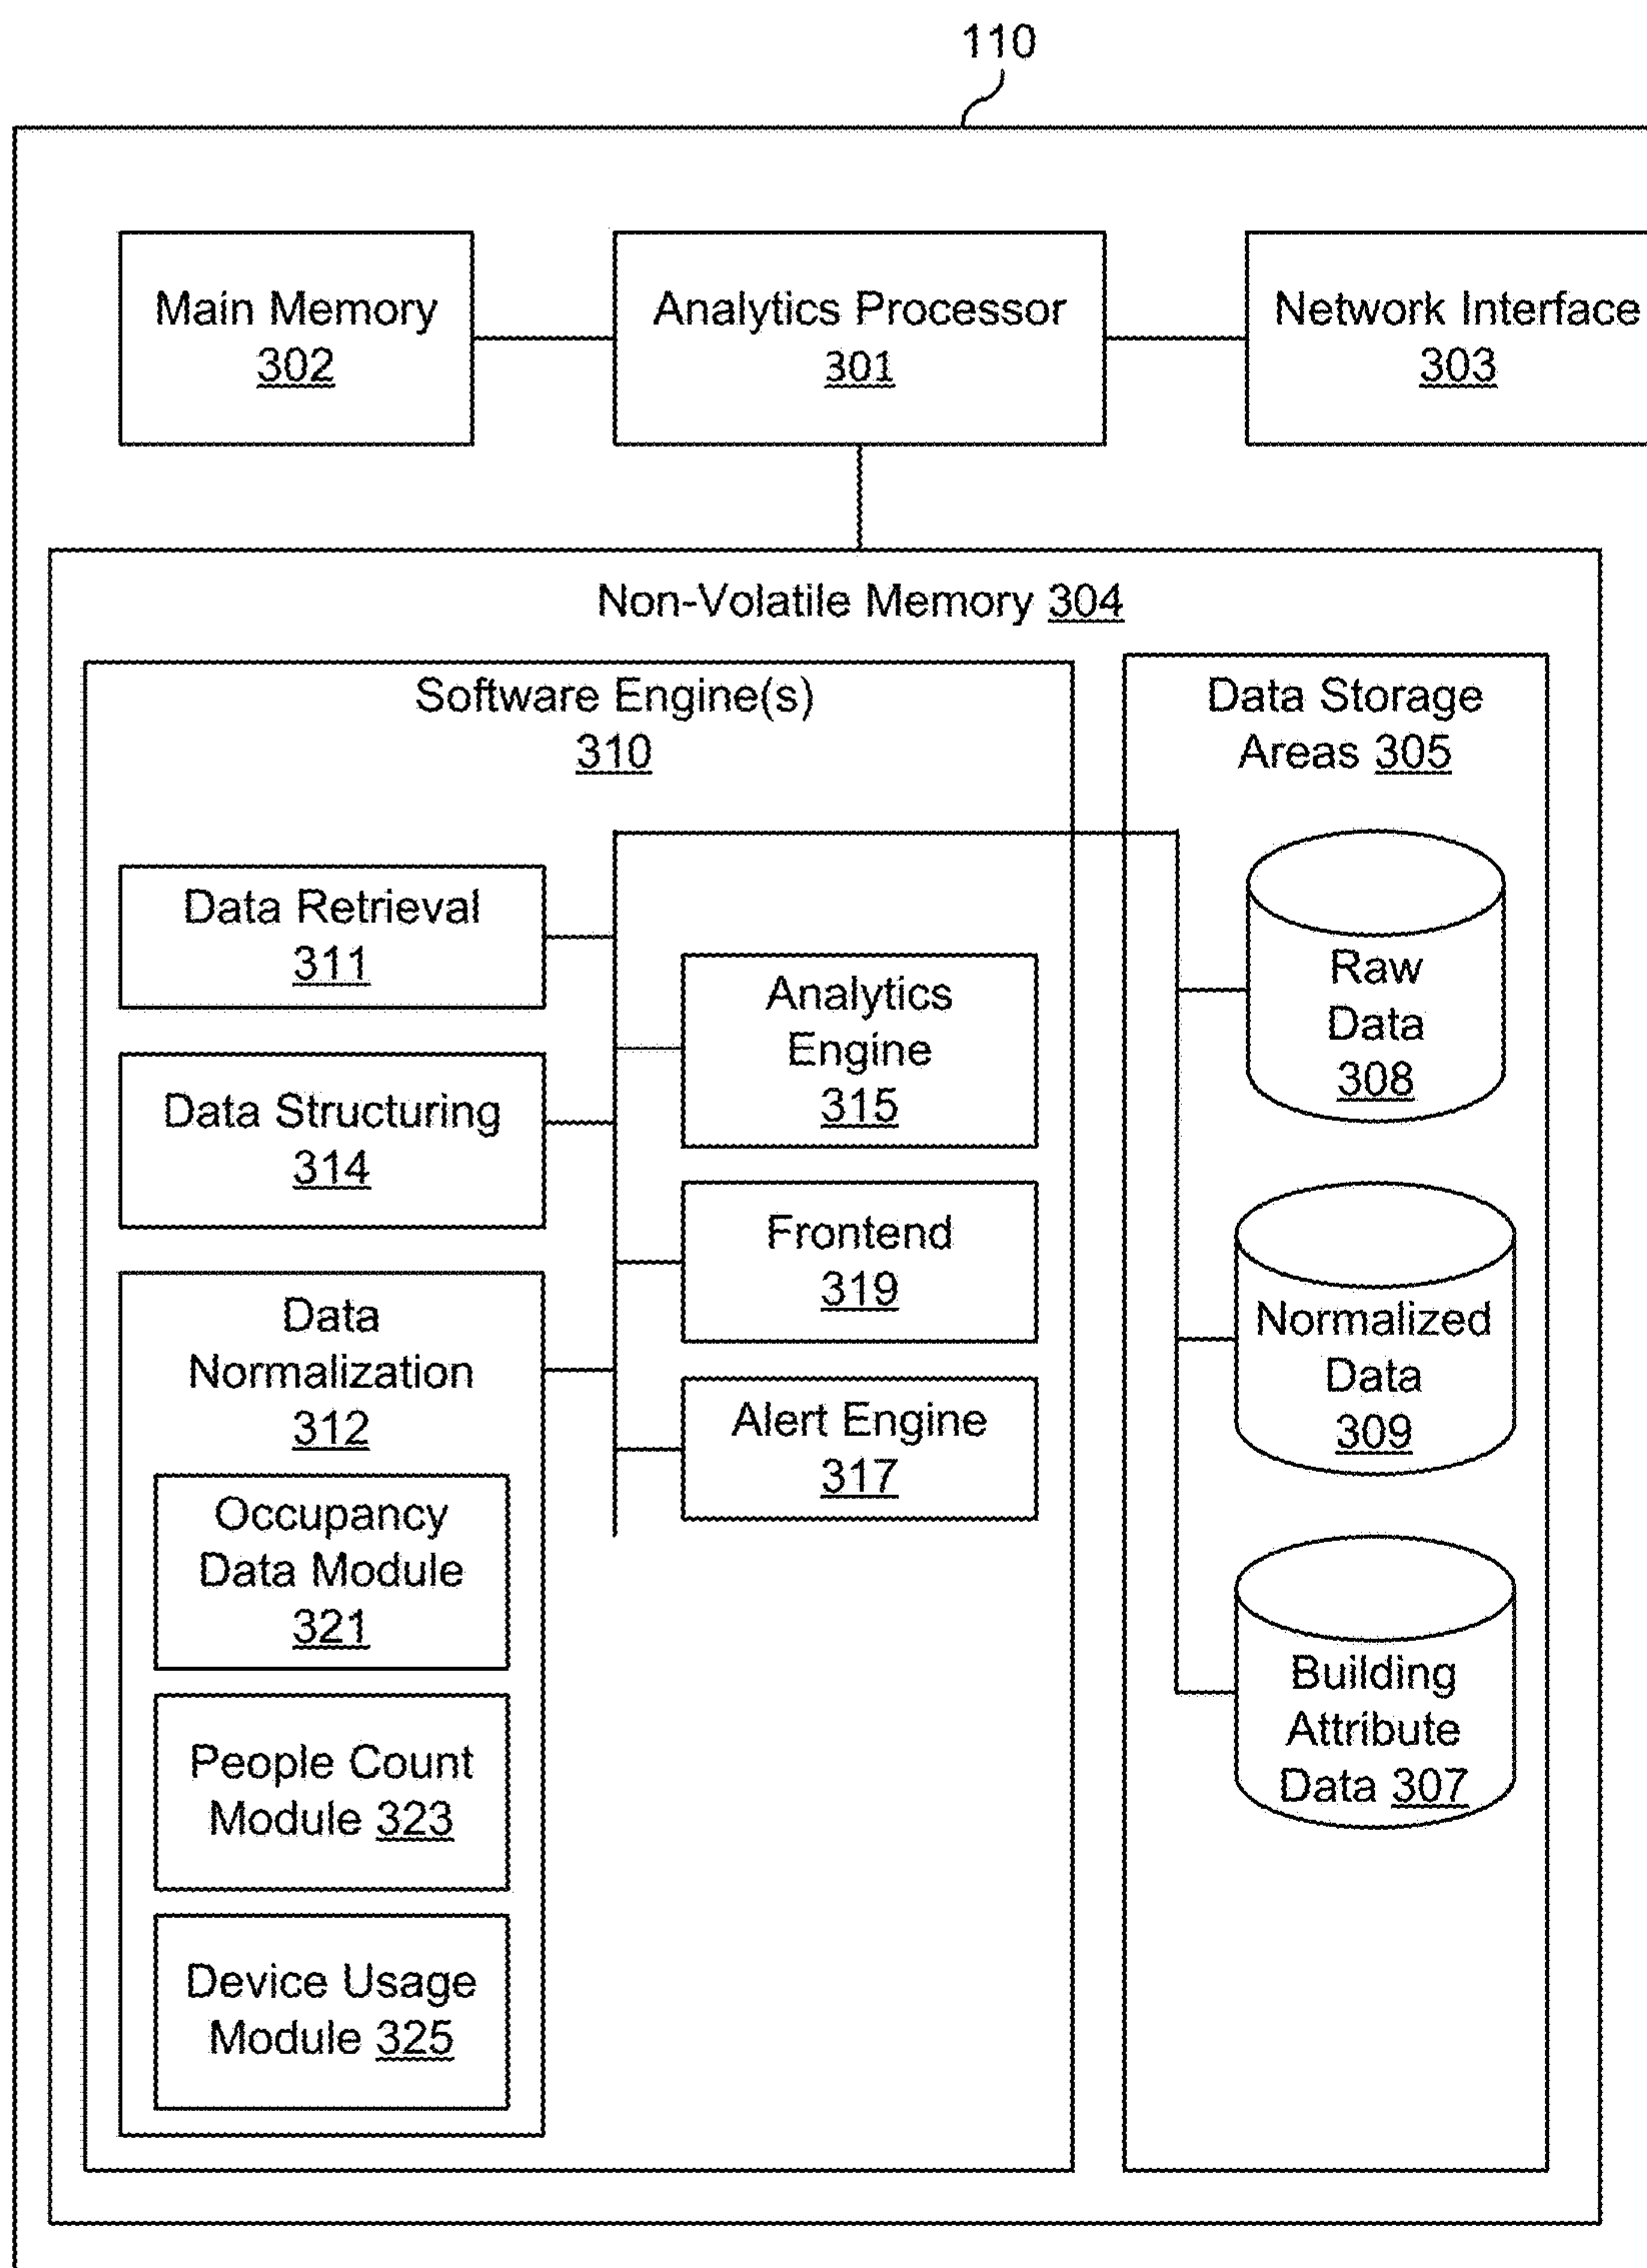 110
Main Memory
302
Analytics Processor
301
Network Interface
303
Non-Volatile Memory 304
Software Engine(s)
310
Data Retrieval
311
Data Structuring
314
Data
Normalization
312
Occupancy
Data Module
321
People Count
Module 323
Device Usage
Module 325
Analytics
Engine
315
Frontend
319
Alert Engine
317
Data Storage
Areas 305
Raw
Data
308
Normalized
Data
309
Building
Attribute
Data 307